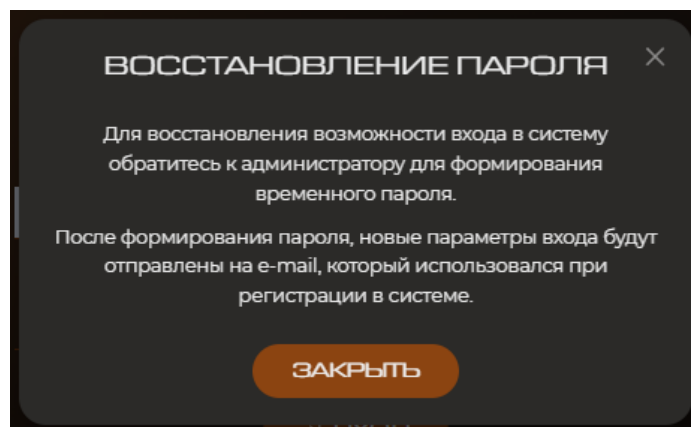 ВОССТАНОВЛЕНИЕ ПАРОЛЯ
Для восстановления возможности входа в систему
обратитесь к администратору для формирования
временного пароля.
После формирования пароля, новые параметры входа будут
отправлены на e-mail, который использовался при
регистрации в системе.
ЗАКРЫТЬ